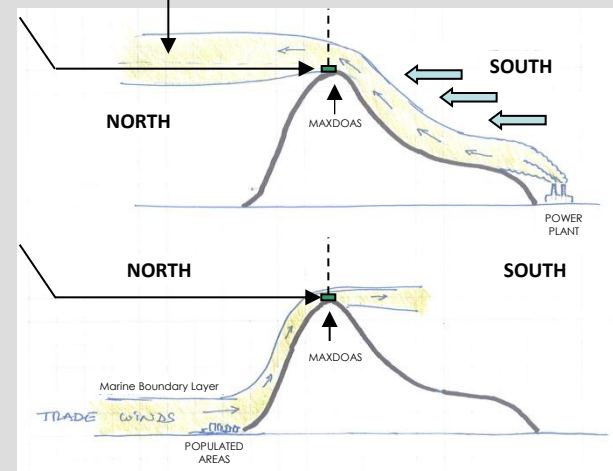 SOUTH
NORTH
MAXDOAS
POWER
PLANT
NORTH
SOUTH
MAXDOAS
Marine Boundary Layer
TRADE WINDS
POPULATED
AREAS